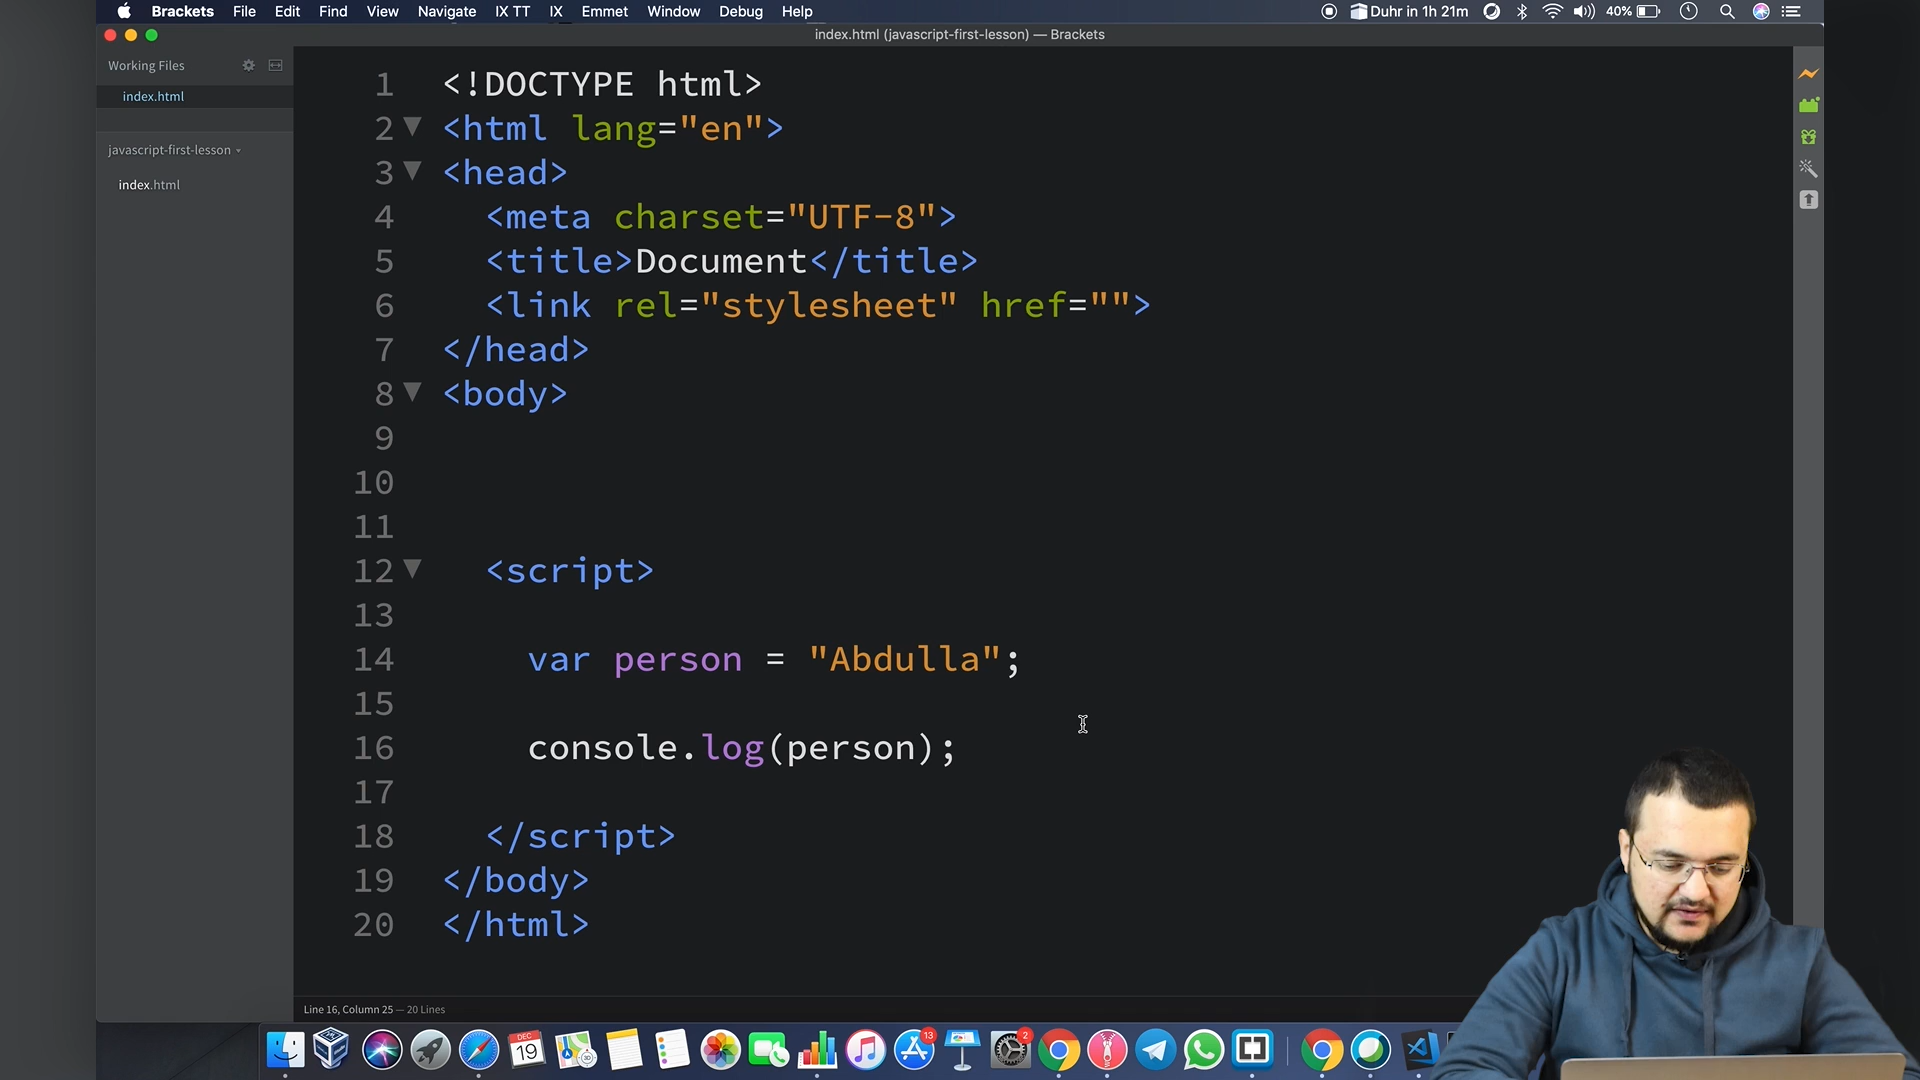 Brackets File Edit Find View Navigate IX TT IX Emmet Window Debug Help Duhr in 1h 21m 40%
index.html (javascript-first-lesson) — Brackets
Working Files
index.html
javascript-first-lesson
index.html
1 <!DOCTYPE html>
2 <html lang="en">
3 <head>
4 <meta charset="UTF-8">
5 <title>Document</title>
6 <link rel="stylesheet" href="">
7 </head>
8 <body>
9
10
11
12 <script>
13
14 var person = "Abdulla";
15
16 console.log(person);
17
18 </script>
19 </body>
20 </html>
Line 16, Column 25 — 20 Lines
DEC
19
13
2